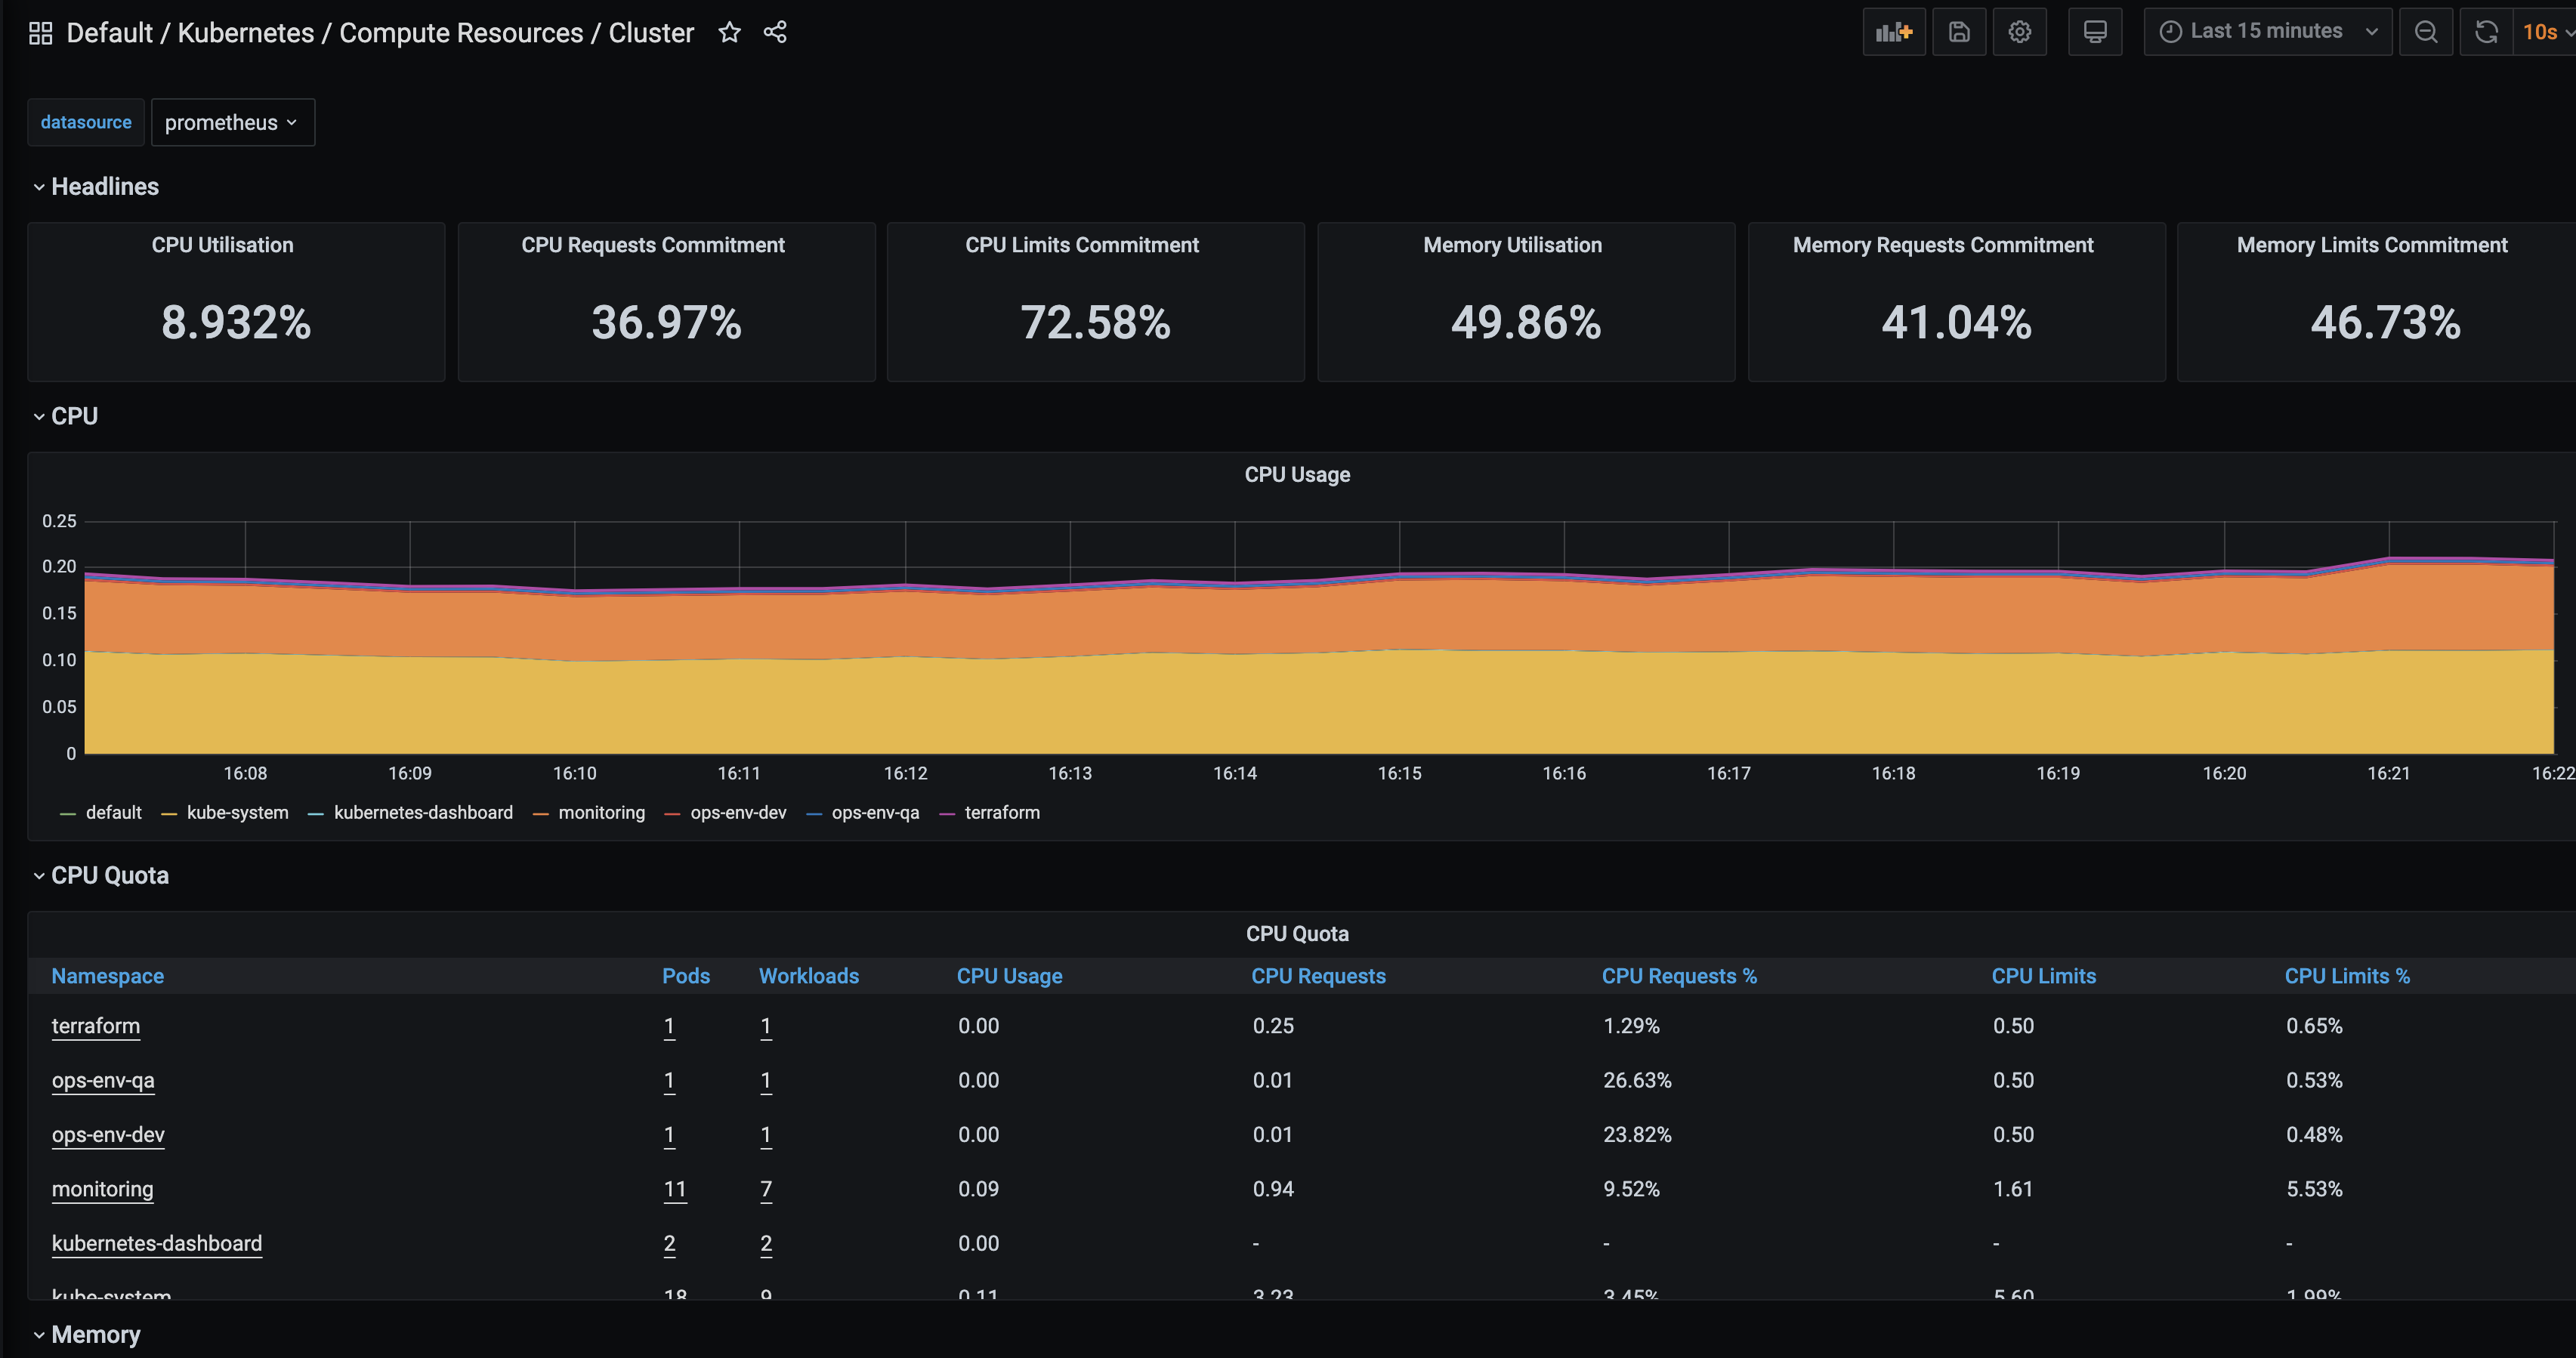 Default / Kubernetes / Compute Resources / Cluster
Last 15 minutes
10s
datasource prometheus
Headlines
CPU Utilisation
8.932%
CPU Requests Commitment
36.97%
CPU Limits Commitment
72.58%
Memory Utilisation
49.86%
Memory Requests Commitment
41.04%
Memory Limits Commitment
46.73%
CPU
CPU Usage
0.25
0.20
0.15
0.10
0.05
0
16:08 16:09 16:10 16:11 16:12 16:13 16:14 16:15 16:16 16:17 16:18 16:19 16:20 16:21 16:22
default kube-system kubernetes-dashboard monitoring ops-env-dev ops-env-qa terraform
CPU Quota
CPU Quota
Namespace Pods Workloads CPU Usage CPU Requests CPU Requests % CPU Limits CPU Limits %
terraform 1 1 0.00 0.25 1.29% 0.50 0.65%
ops-env-qa 1 1 0.00 0.01 26.63% 0.50 0.53%
ops-env-dev 1 1 0.00 0.01 23.82% 0.50 0.48%
monitoring 11 7 0.09 0.94 9.52% 1.61 5.53%
kubernetes-dashboard 2 2 0.00 - - - -
kube-system 18 9 0.11 3.23 3.45% 5.60 1.99%
Memory